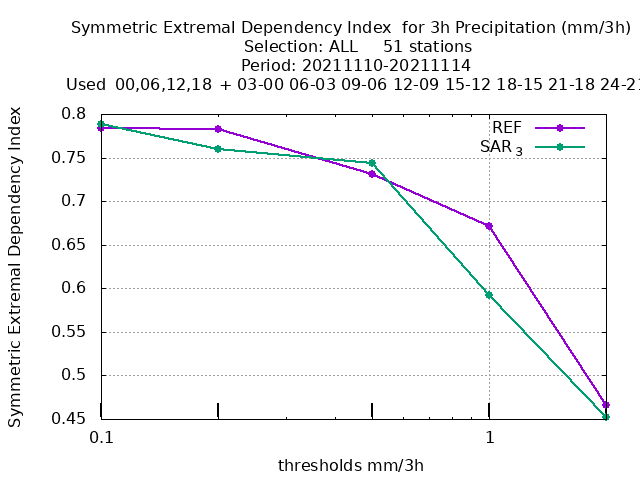 Symmetric Extremal Dependency Index  for 3h Precipitation (mm/3h)
Selection: ALL     51 stations
Period: 20211110-20211114
Used  00,06,12,18  + 03-00 06-03 09-06 12-09 15-12 18-15 21-18 24-21
Symmetric Extremal Dependency Index
0.8
0.75
0.7
0.65
0.6
0.55
0.5
0.45
REF
SAR 3
0.1
1
thresholds mm/3h